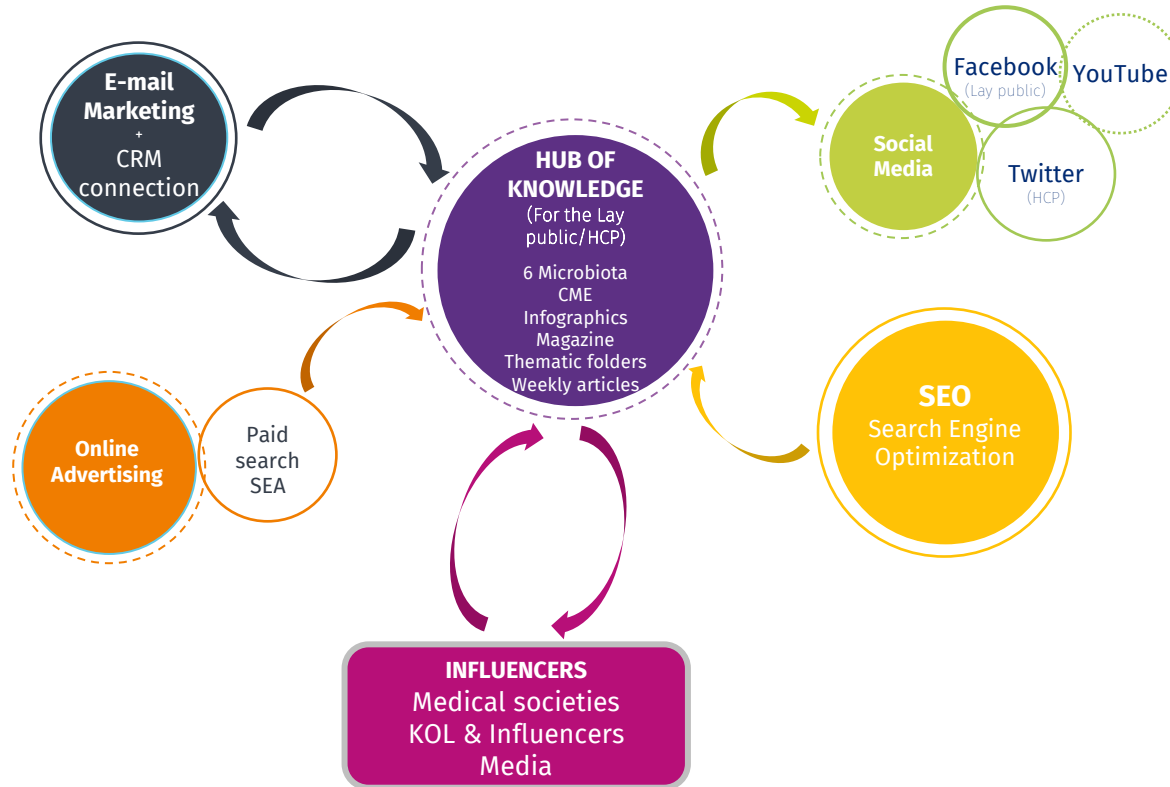 E-mail
Marketing
+
CRM
connection
HUB OF
KNOWLEDGE
(For the Lay
public/HCP)
6 Microbiota
CME
Infographics
Magazine
Thematic folders
Weekly articles
Social
Media
Facebook
(Lay public)
YouTube
Twitter
(HCP)
Online
Advertising
Paid
search
SEA
SEO
Search Engine
Optimization
INFLUENCERS
Medical societies
KOL & Influencers
Media